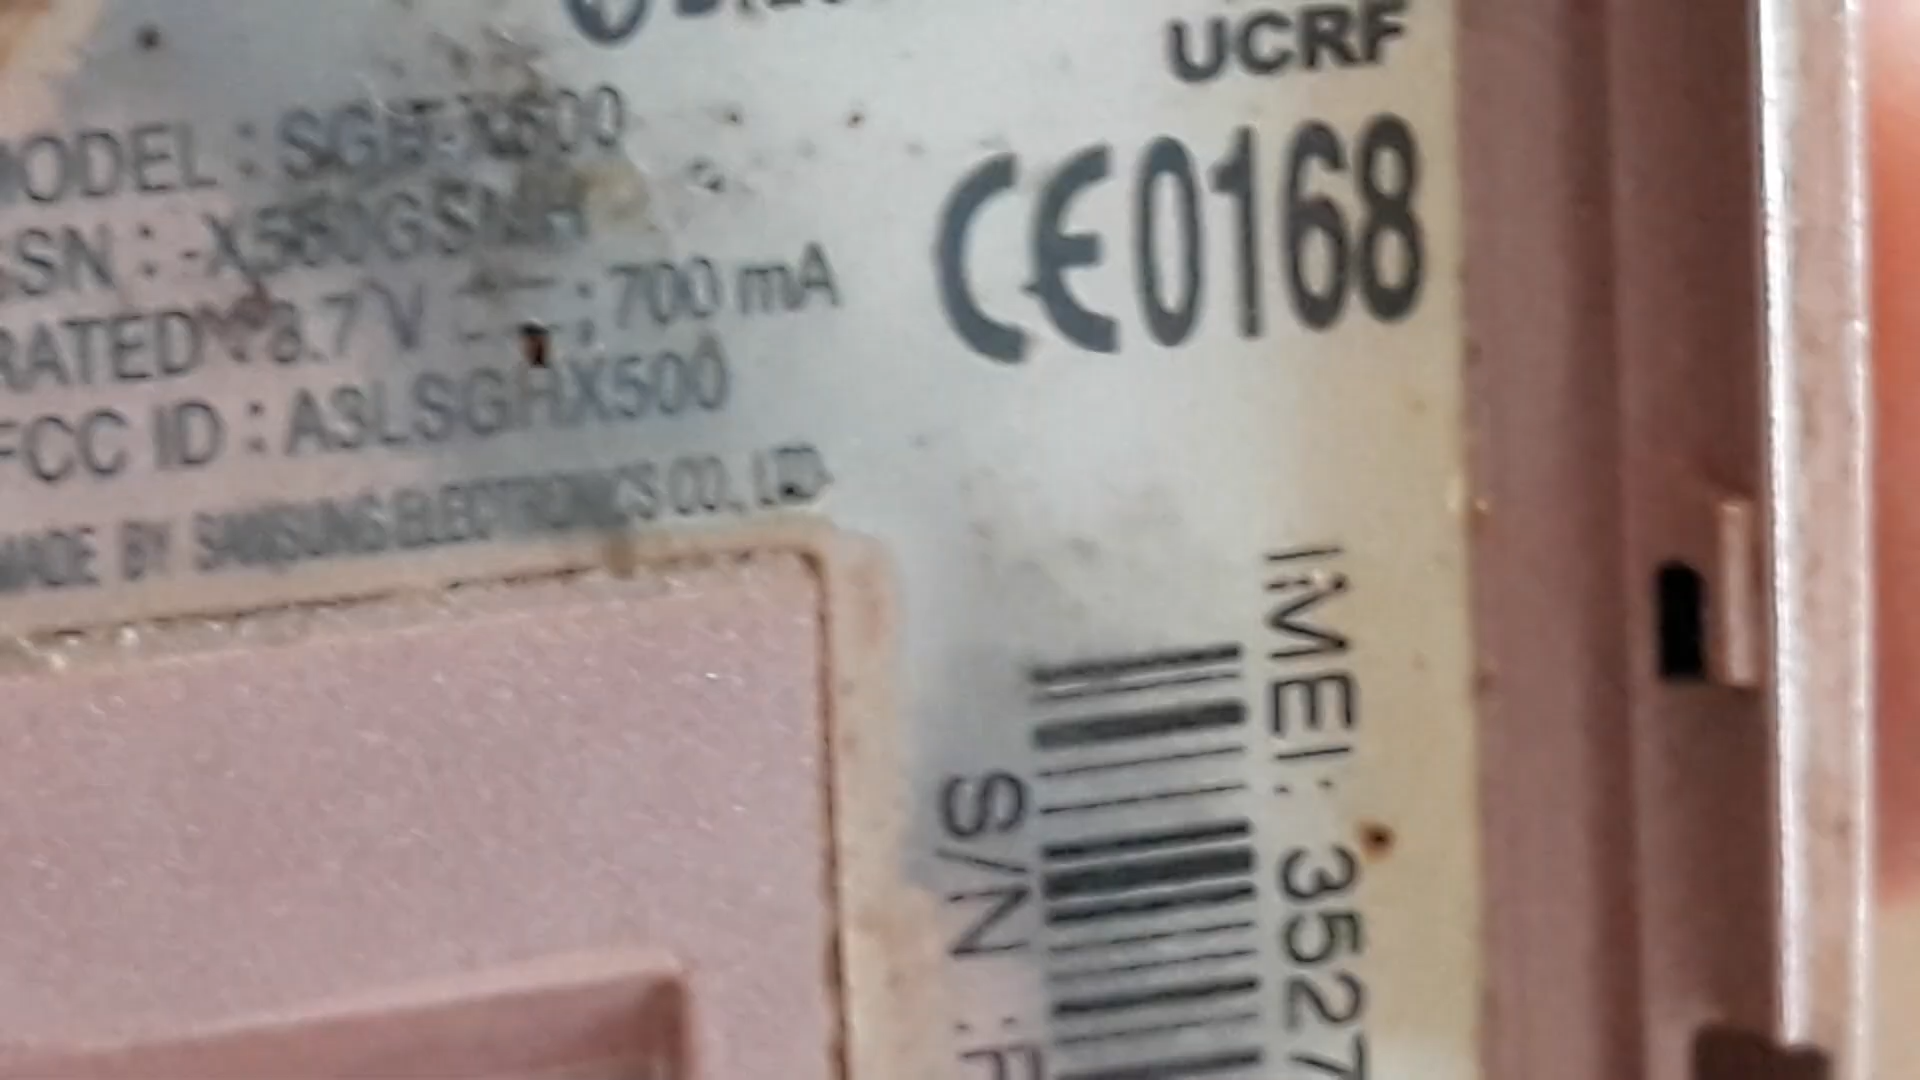 UCRF
MODEL : SGH-X500
SSN : -X500GSMH
RATED : 3.7 V ; 700 mA
FCC ID : A3LSGHX500
MADE BY SAMSUNG ELECTRONICS CO., LTD.
CE0168
IMEI: 3527
S/N :R